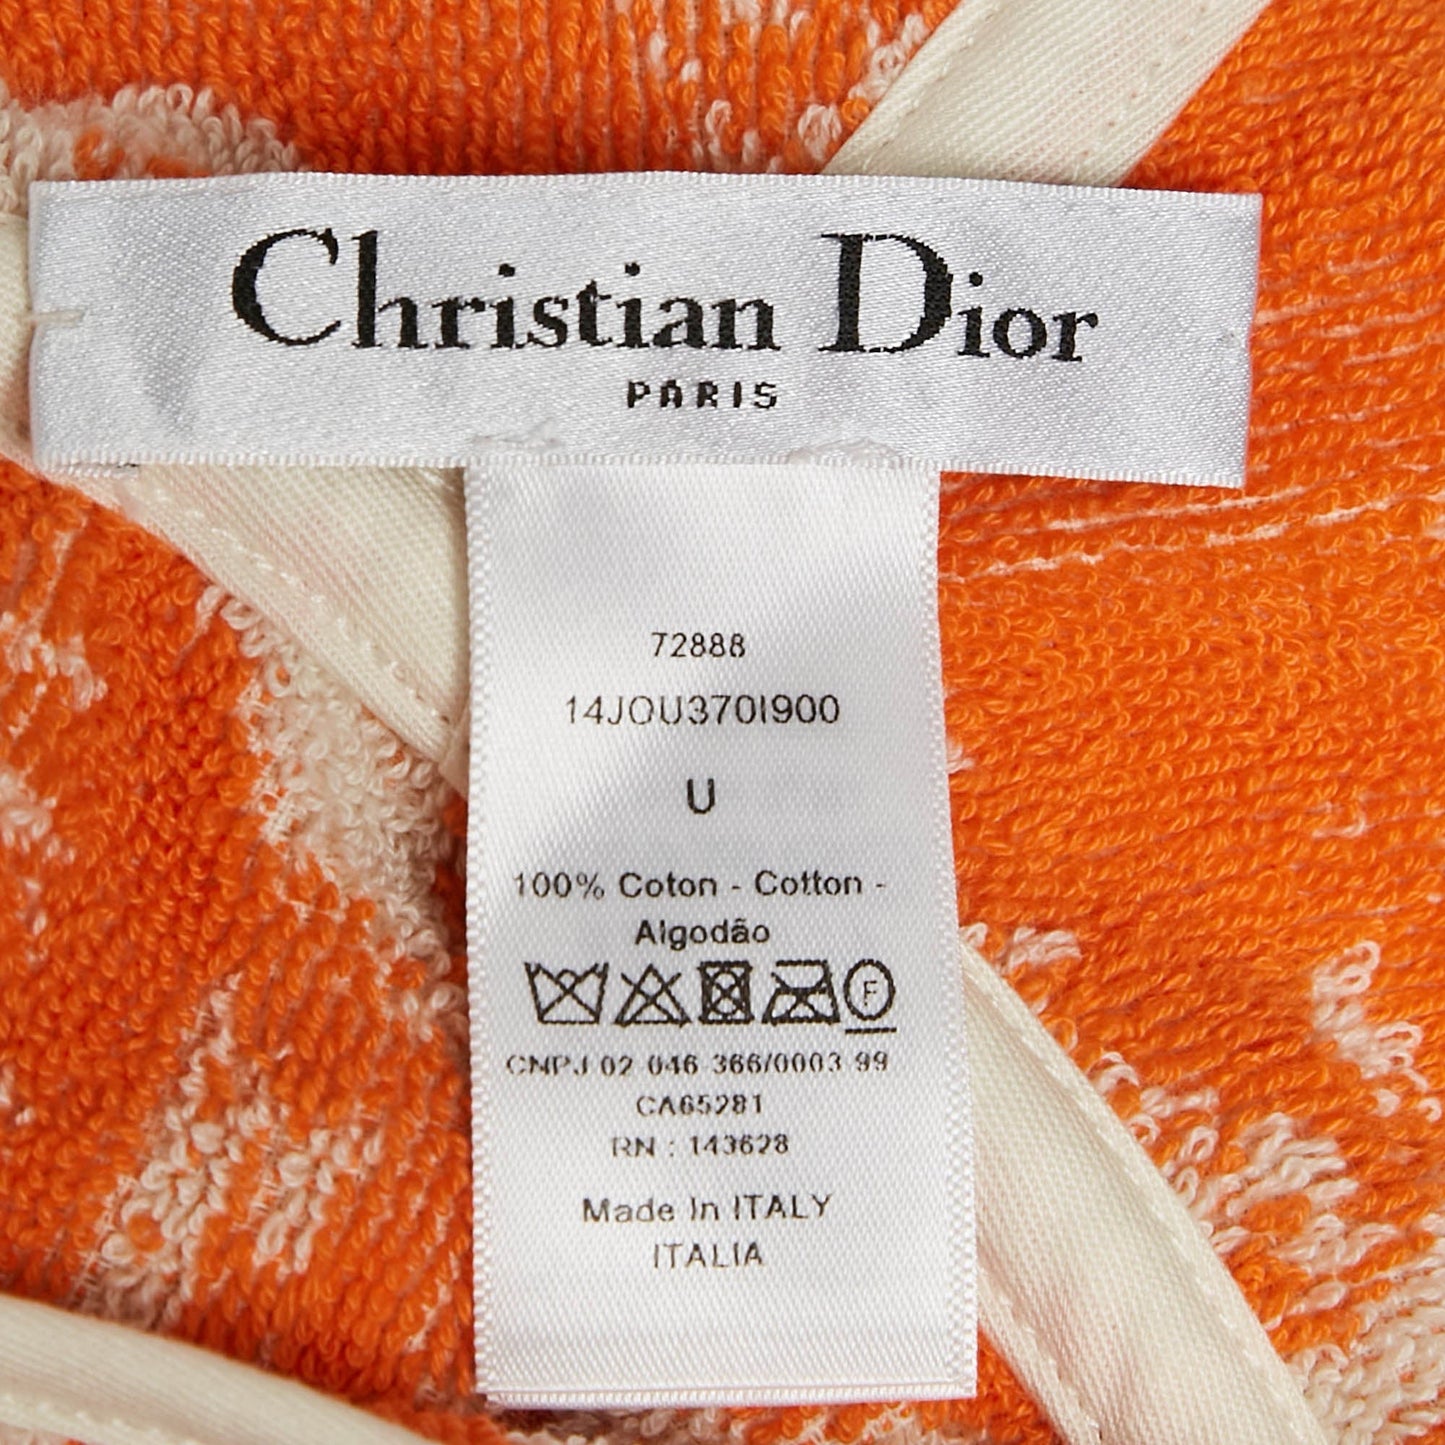 Christian Dior
PARIS
72888
14JOU370I900
U
100% Coton - Cotton -
Algodão
F
CNPJ 02 046 366/0003 99
CA65281
RN : 143628
Made In ITALY
ITALIA